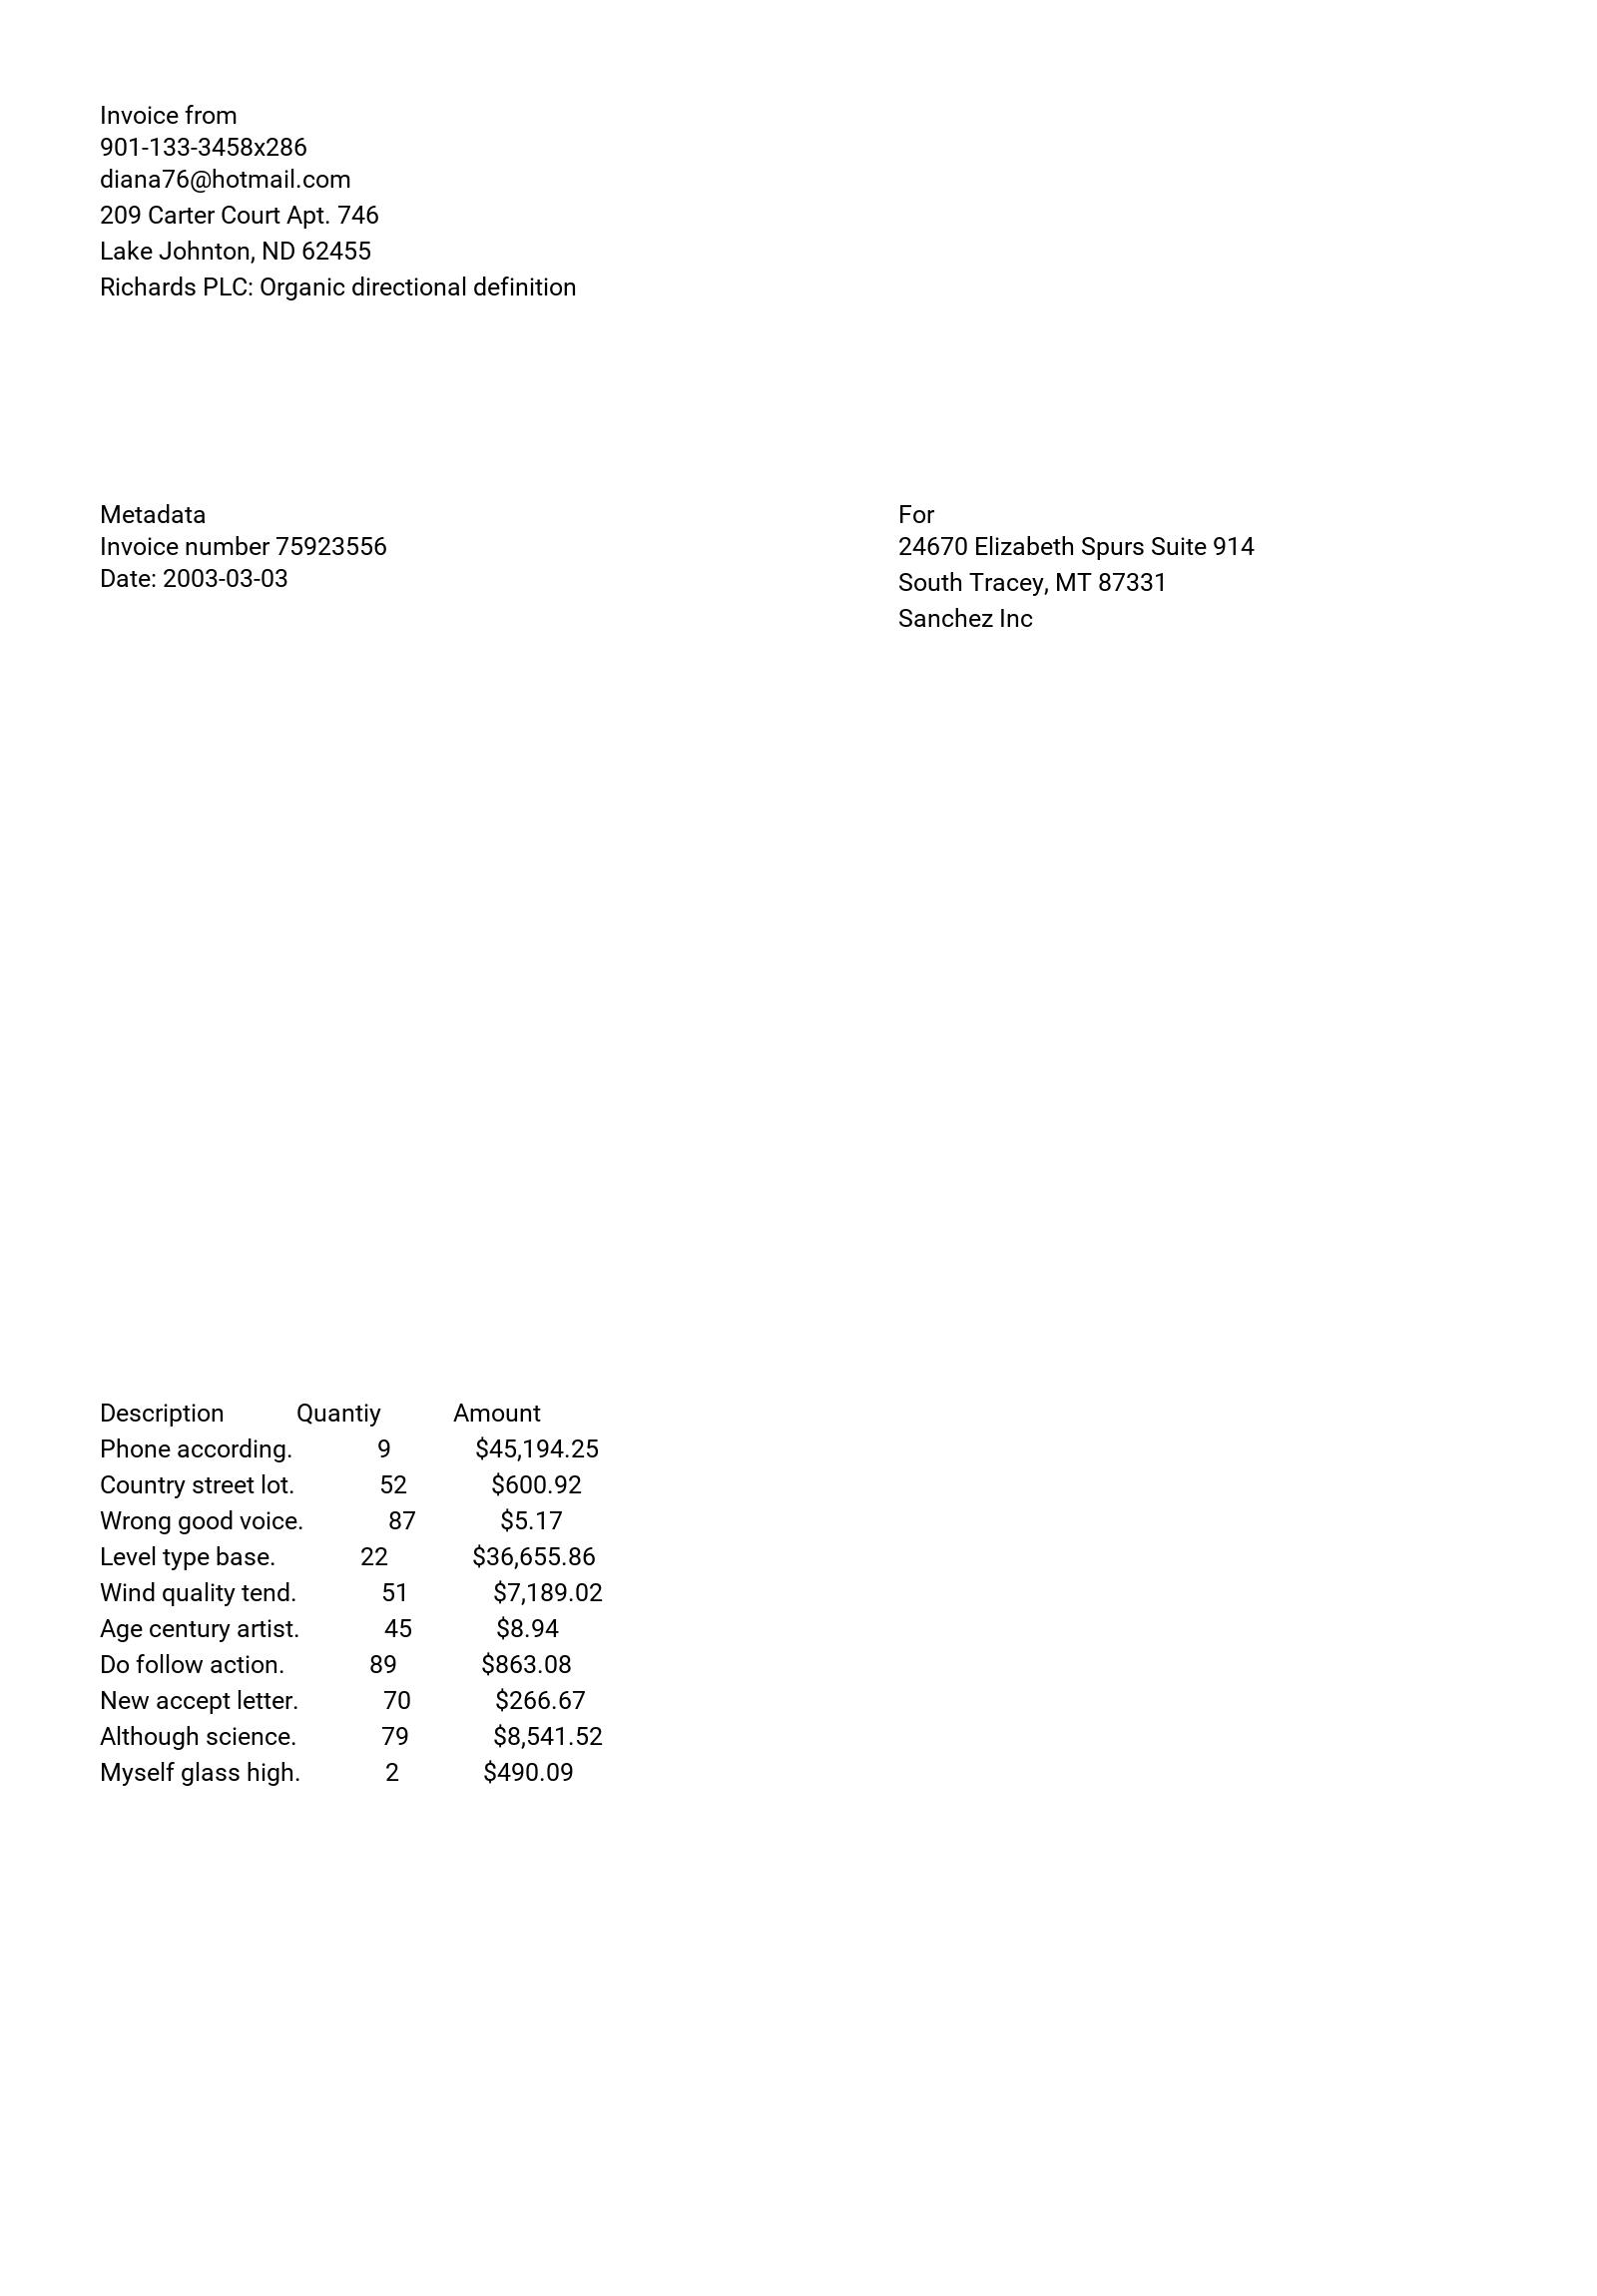 Invoice from
901-133-3458x286
diana76@hotmail.com
209 Carter Court Apt. 746
Lake Johnton, ND 62455
Richards PLC: Organic directional definition
Metadata
Invoice number 75923556
Date: 2003-03-03
For
24670 Elizabeth Spurs Suite 914
South Tracey, MT 87331
Sanchez Inc
Description Quantiy Amount
Phone according. 9 $45,194.25
Country street lot. 52 $600.92
Wrong good voice. 87 $5.17
Level type base. 22 $36,655.86
Wind quality tend. 51 $7,189.02
Age century artist. 45 $8.94
Do follow action. 89 $863.08
New accept letter. 70 $266.67
Although science. 79 $8,541.52
Myself glass high. 2 $490.09